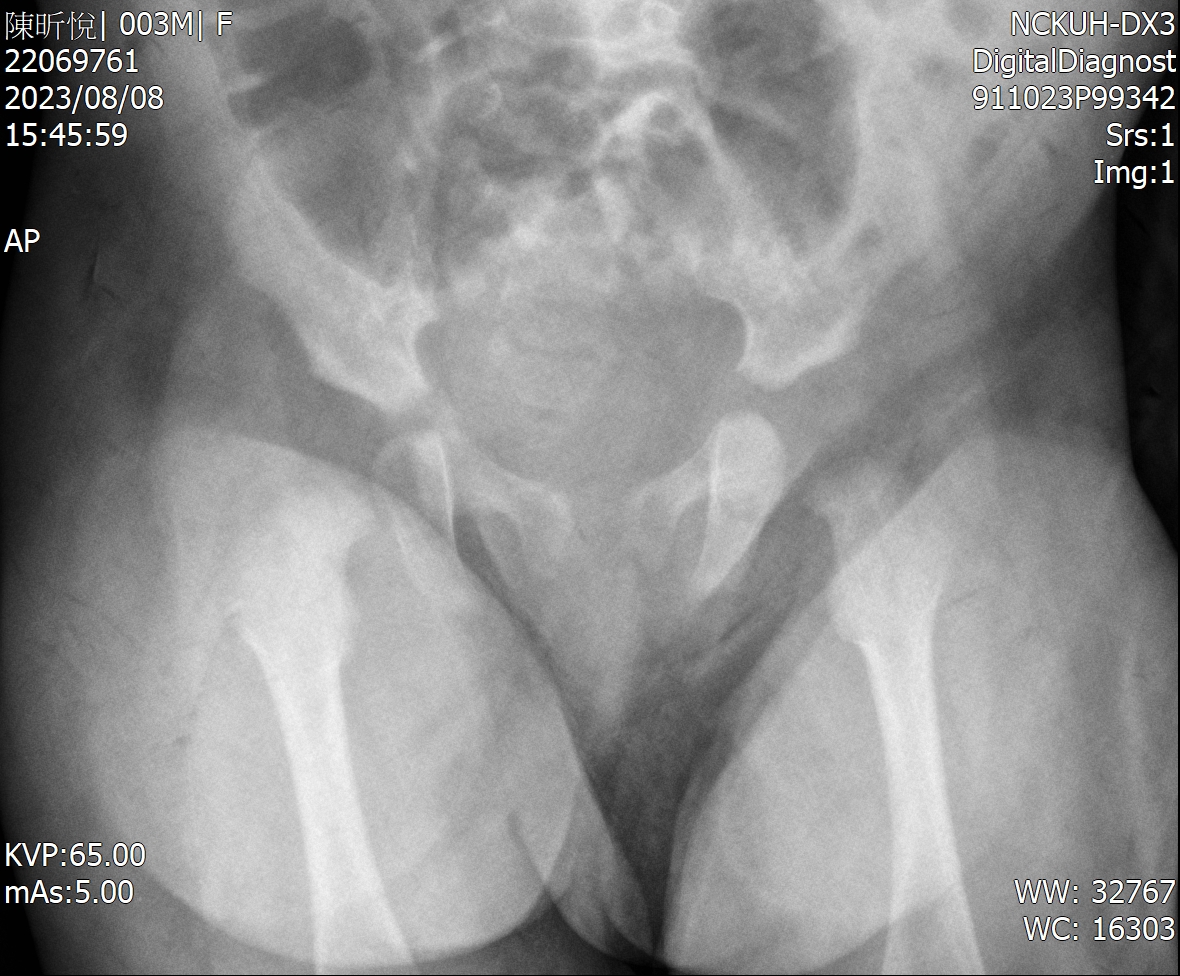 陳昕悅| 003M| F
22069761
2023/08/08
15:45:59
AP
NCKUH-DX3
DigitalDiagnost
911023P99342
Srs:1
Img:1
KVP:65.00
mAs:5.00
WW: 32767
WC: 16303